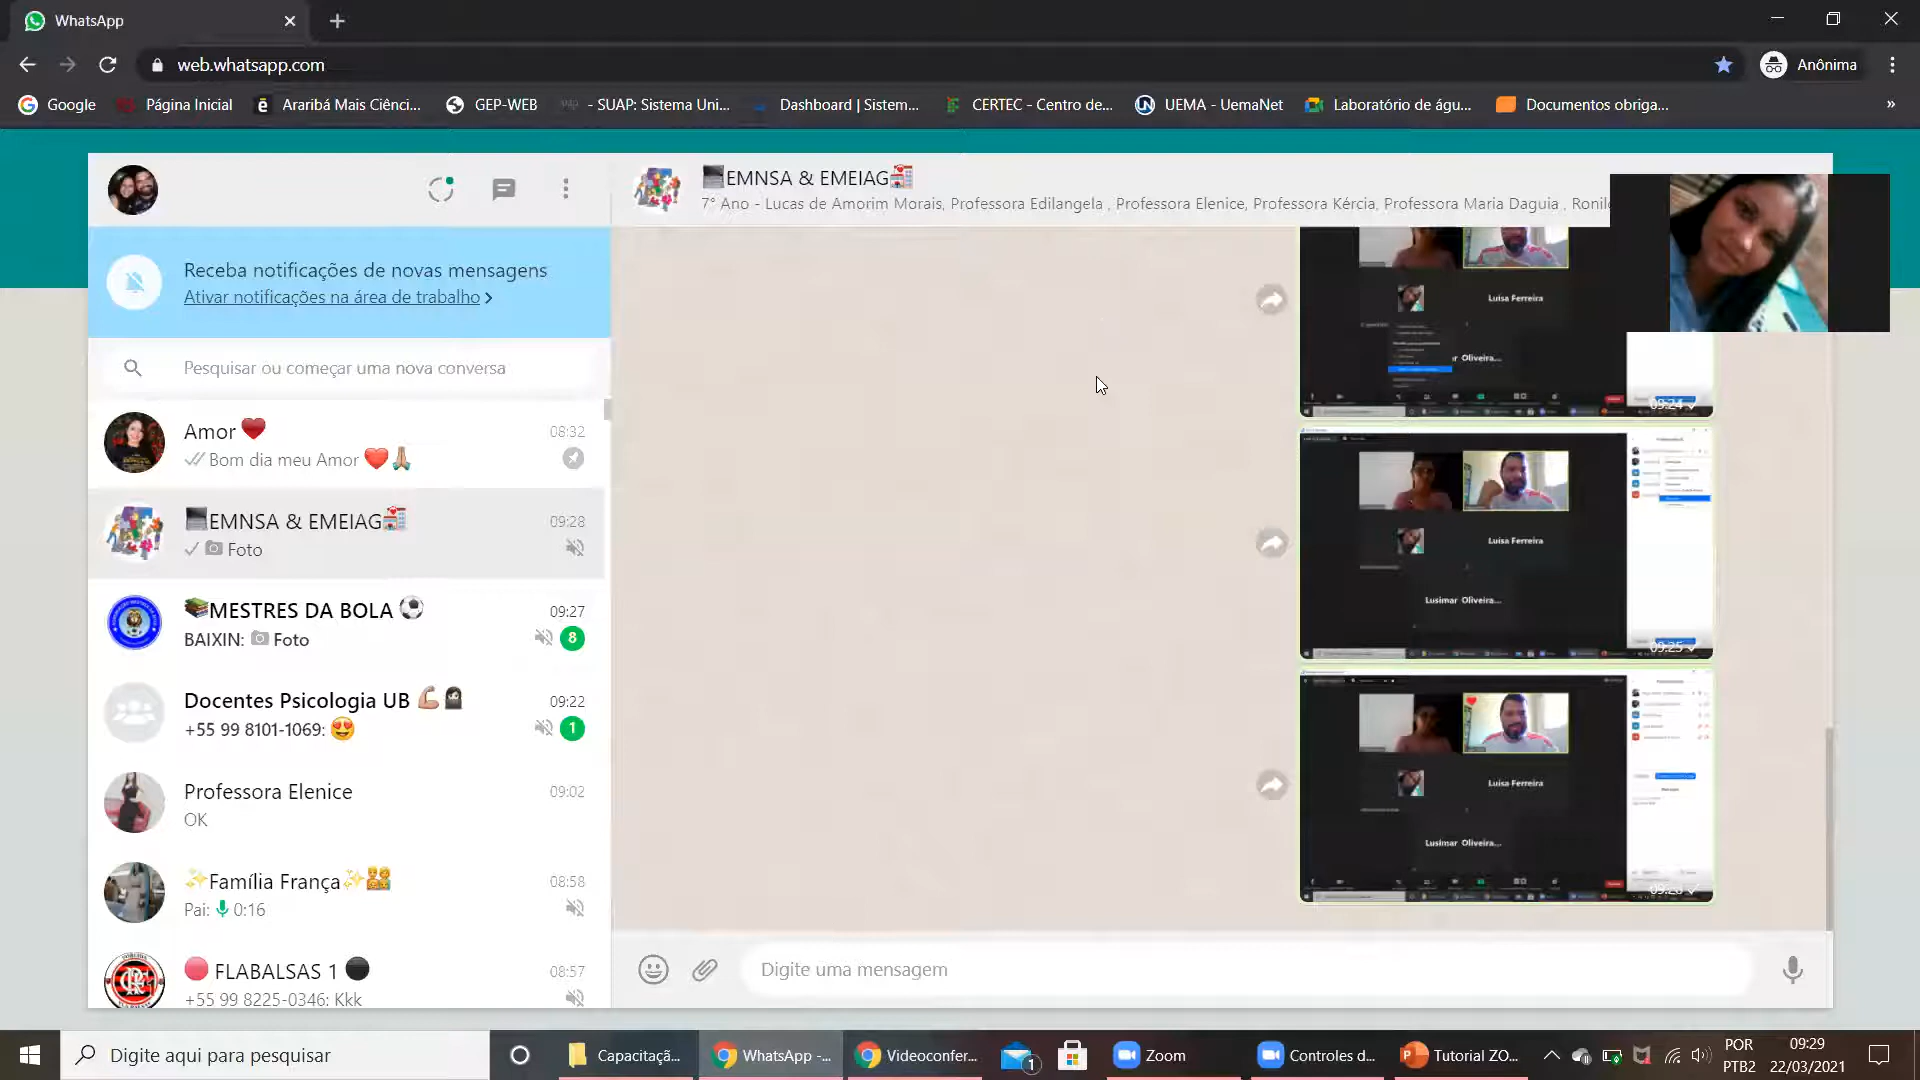 WhatsApp
web.whatsapp.com
Anônima
Google
Página Inicial
Araribá Mais Ciênci...
GEP-WEB
- SUAP: Sistema Uni...
Dashboard | Sistem...
CERTEC - Centro de...
UEMA - UemaNet
Laboratório de águ...
Documentos obriga...
EMNSA & EMEIAG
7° Ano - Lucas de Amorim Morais, Professora Edilangela , Professora Elenice, Professora Kércia, Professora Maria Daguia , Ronil
Receba notificações de novas mensagens
Ativar notificações na área de trabalho
Pesquisar ou começar uma nova conversa
Amor 08:32
Bom dia meu Amor
EMNSA & EMEIAG 09:28
Foto
MESTRES DA BOLA 09:27
BAIXIN: Foto 8
Docentes Psicologia UB 09:22
+55 99 8101-1069: 1
Professora Elenice 09:02
OK
Família França 08:58
Pai: 0:16
FLABALSAS 1 08:57
+55 99 8225-0346: Kkk
Luisa Ferreira
Oliveira...
09:24
Luisa Ferreira
Lusimar Oliveira...
09:25
Luisa Ferreira
Lusimar Oliveira...
Digite uma mensagem
Digite aqui para pesquisar
Capacitaçã...
WhatsApp -...
Videoconfer...
1
Zoom
Controles d...
Tutorial ZO...
POR
PTB2
09:29
22/03/2021